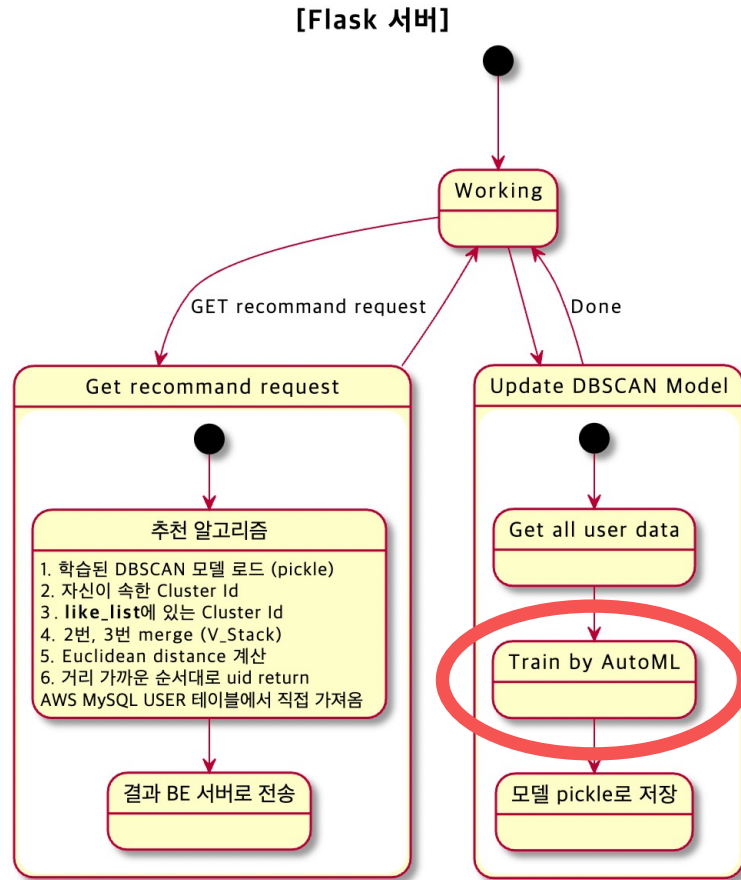 [Flask 서버]
Working
GET recommand request
Done
Get recommand request
추천 알고리즘
1. 학습된 DBSCAN 모델 로드 (pickle)
2. 자신이 속한 Cluster Id
3. like_list에 있는 Cluster Id
4. 2번, 3번 merge (V_Stack)
5. Euclidean distance 계산
6. 거리 가까운 순서대로 uid return
AWS MySQL USER 테이블에서 직접 가져옴
결과 BE 서버로 전송
Update DBSCAN Model
Get all user data
Train by AutoML
모델 pickle로 저장